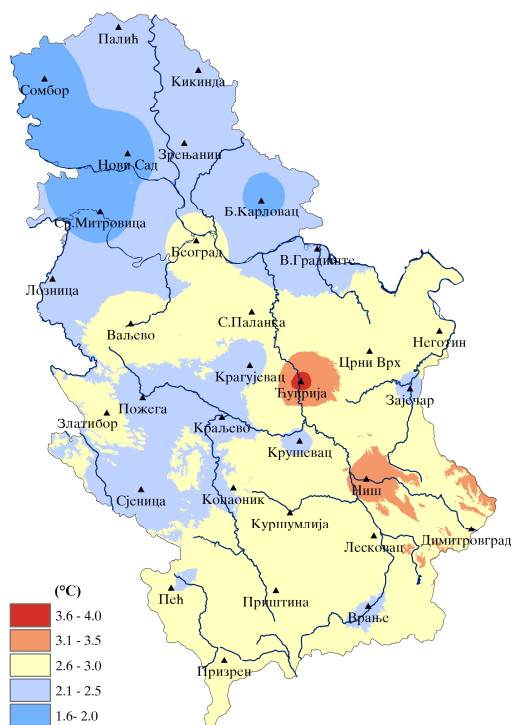 Палић
Кикинда
Сомбор
Зрењанин
Нови Сад
Б.Карловац
Ср.Митровица
Београд
В.Градиште
Лозница
С.Паланка
Ваљево
Неготин
Црни Врх
Крагујевац
Ћуприја
Зајечар
Пожега
Златибор
Краљево
Крушевац
Ниш
Сјеница
Копаоник
Куршумлија
Димитровград
Лесковац
Пећ
Приштина
Врање
Призрен
(°C)
3.6 - 4.0
3.1 - 3.5
2.6 - 3.0
2.1 - 2.5
1.6- 2.0